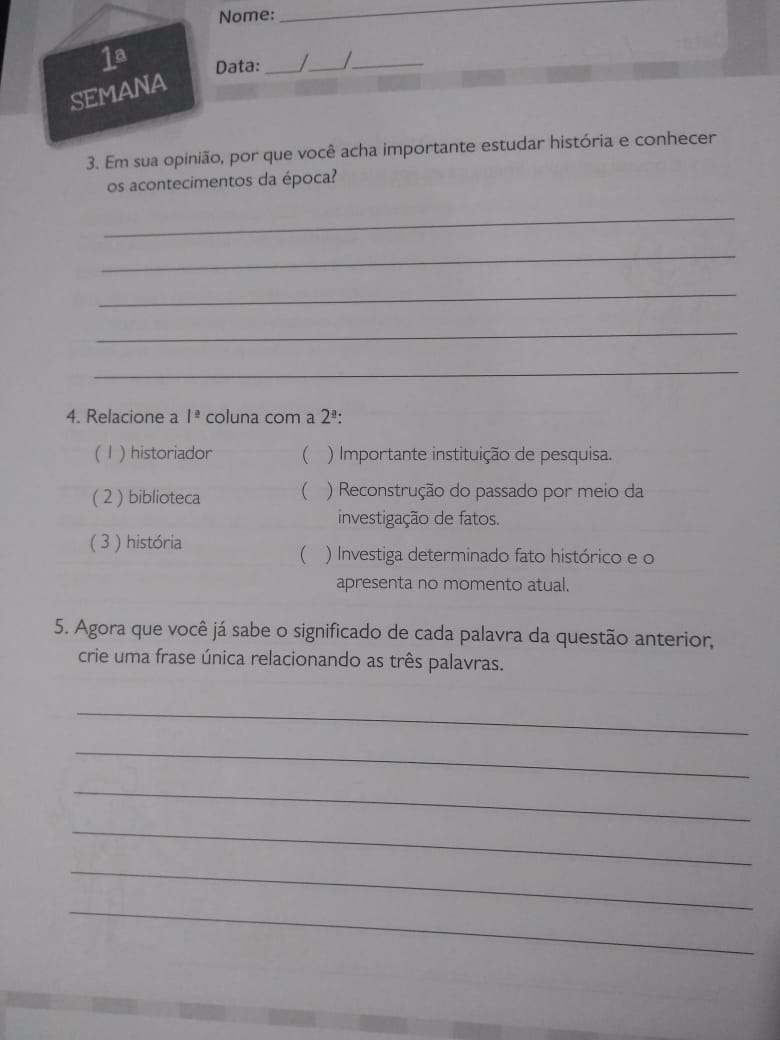 Nome:
1ª
SEMANA
Data: ____/____/________
3. Em sua opinião, por que você acha importante estudar história e conhecer
os acontecimentos da época?
4. Relacione a 1ª coluna com a 2ª:
( 1 ) historiador
( 2 ) biblioteca
( 3 ) história
( ) Importante instituição de pesquisa.
( ) Reconstrução do passado por meio da
investigação de fatos.
( ) Investiga determinado fato histórico e o
apresenta no momento atual.
5. Agora que você já sabe o significado de cada palavra da questão anterior,
crie uma frase única relacionando as três palavras.